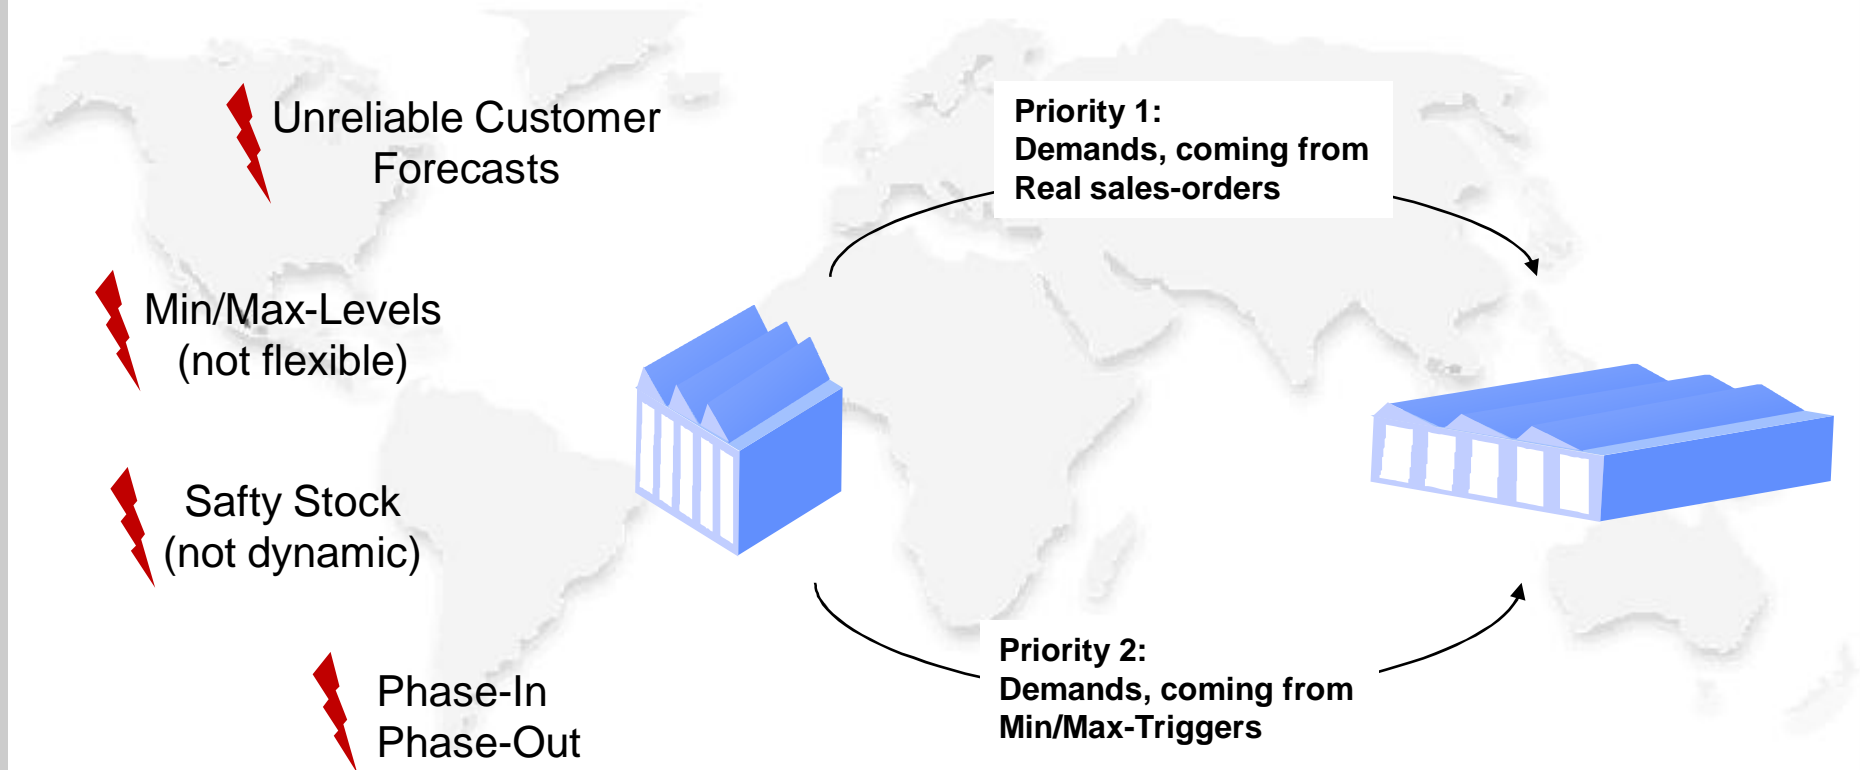 Unreliable Customer
Forecasts
Min/Max-Levels
(not flexible)
Safty Stock
(not dynamic)
Phase-In
Phase-Out
Priority 1:
Demands, coming from
Real sales-orders
Priority 2:
Demands, coming from
Min/Max-Triggers